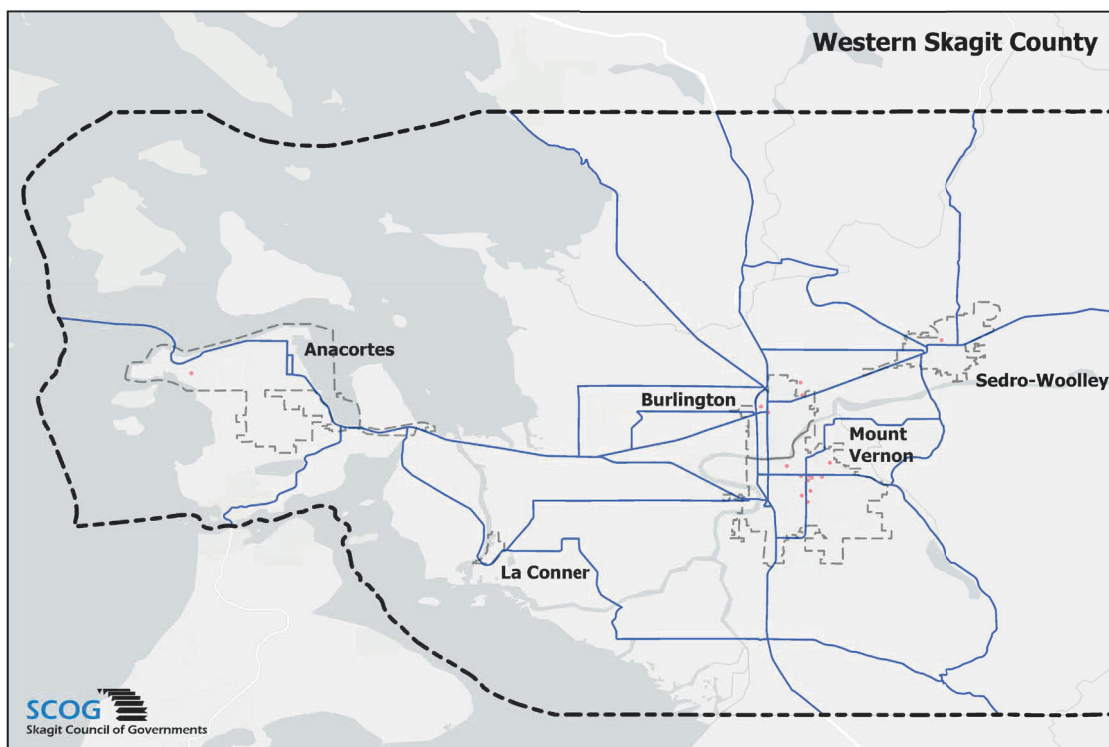 Western Skagit County
Anacortes
Sedro-Woolley
Burlington
Mount
Vernon
La Conner
SCOG
Skagit Council of Governments